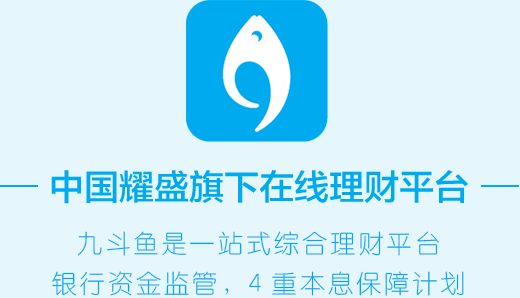 中国耀盛旗下在线理财平台
九斗鱼是一站式综合理财平台
银行资金监管，4重本息保障计划